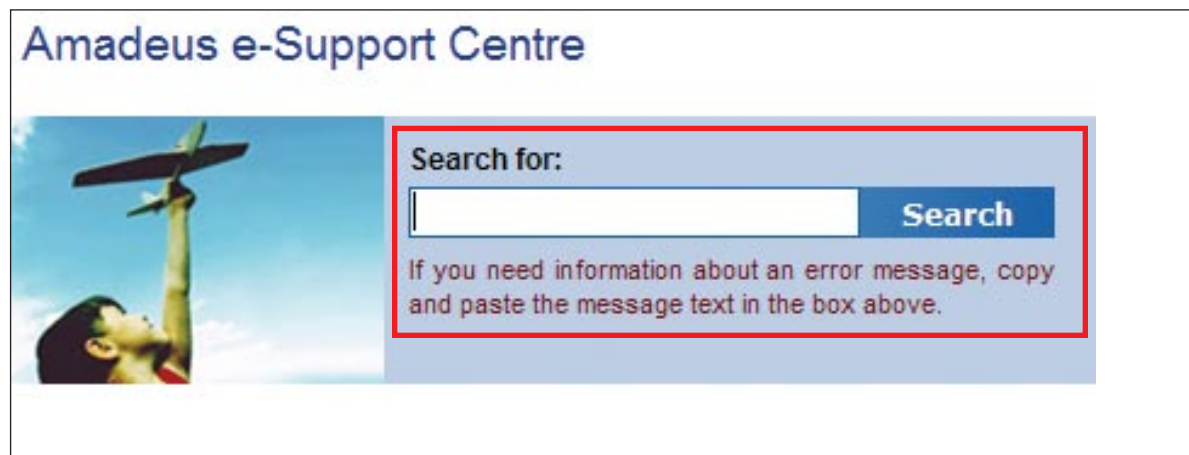 Amadeus e-Support Centre
Search for:
Search
If you need information about an error message, copy
and paste the message text in the box above.